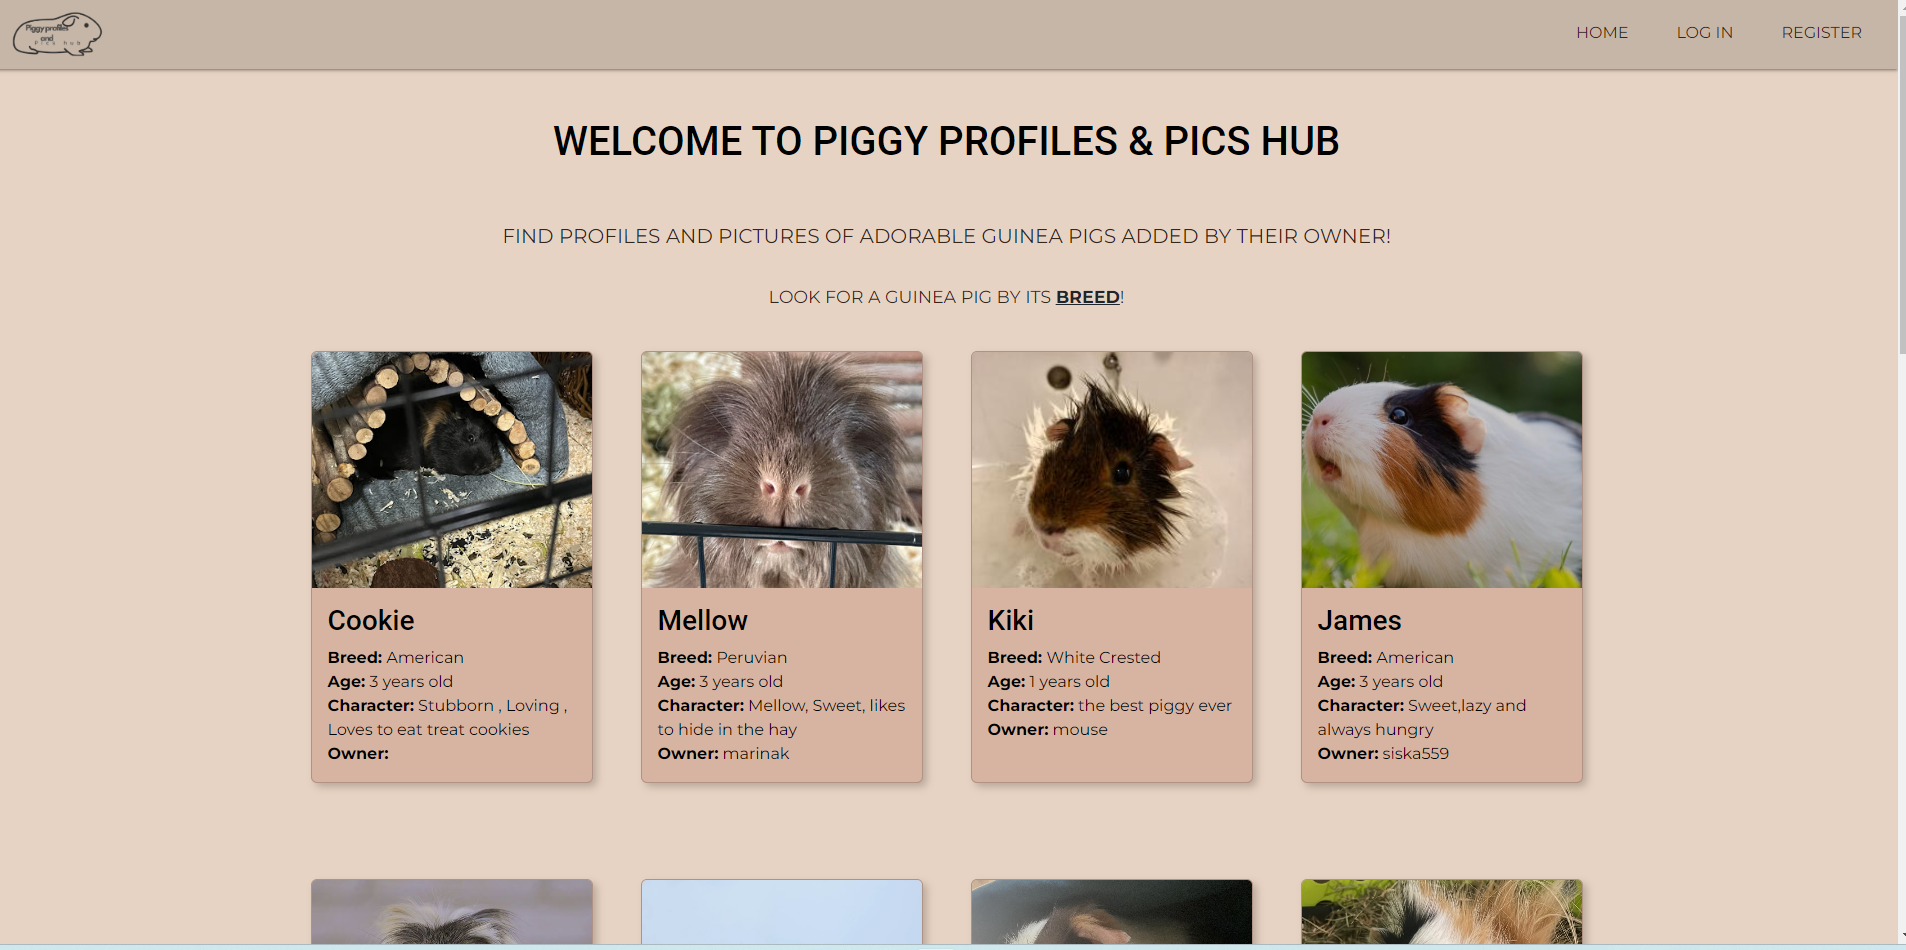 Piggy profiles
and
Pics hub
HOME LOG IN REGISTER
WELCOME TO PIGGY PROFILES & PICS HUB
FIND PROFILES AND PICTURES OF ADORABLE GUINEA PIGS ADDED BY THEIR OWNER!
LOOK FOR A GUINEA PIG BY ITS BREED!
Cookie
Breed: American
Age: 3 years old
Character: Stubborn , Loving ,
Loves to eat treat cookies
Owner:
Mellow
Breed: Peruvian
Age: 3 years old
Character: Mellow, Sweet, likes
to hide in the hay
Owner: marinak
Kiki
Breed: White Crested
Age: 1 years old
Character: the best piggy ever
Owner: mouse
James
Breed: American
Age: 3 years old
Character: Sweet,lazy and
always hungry
Owner: siska559